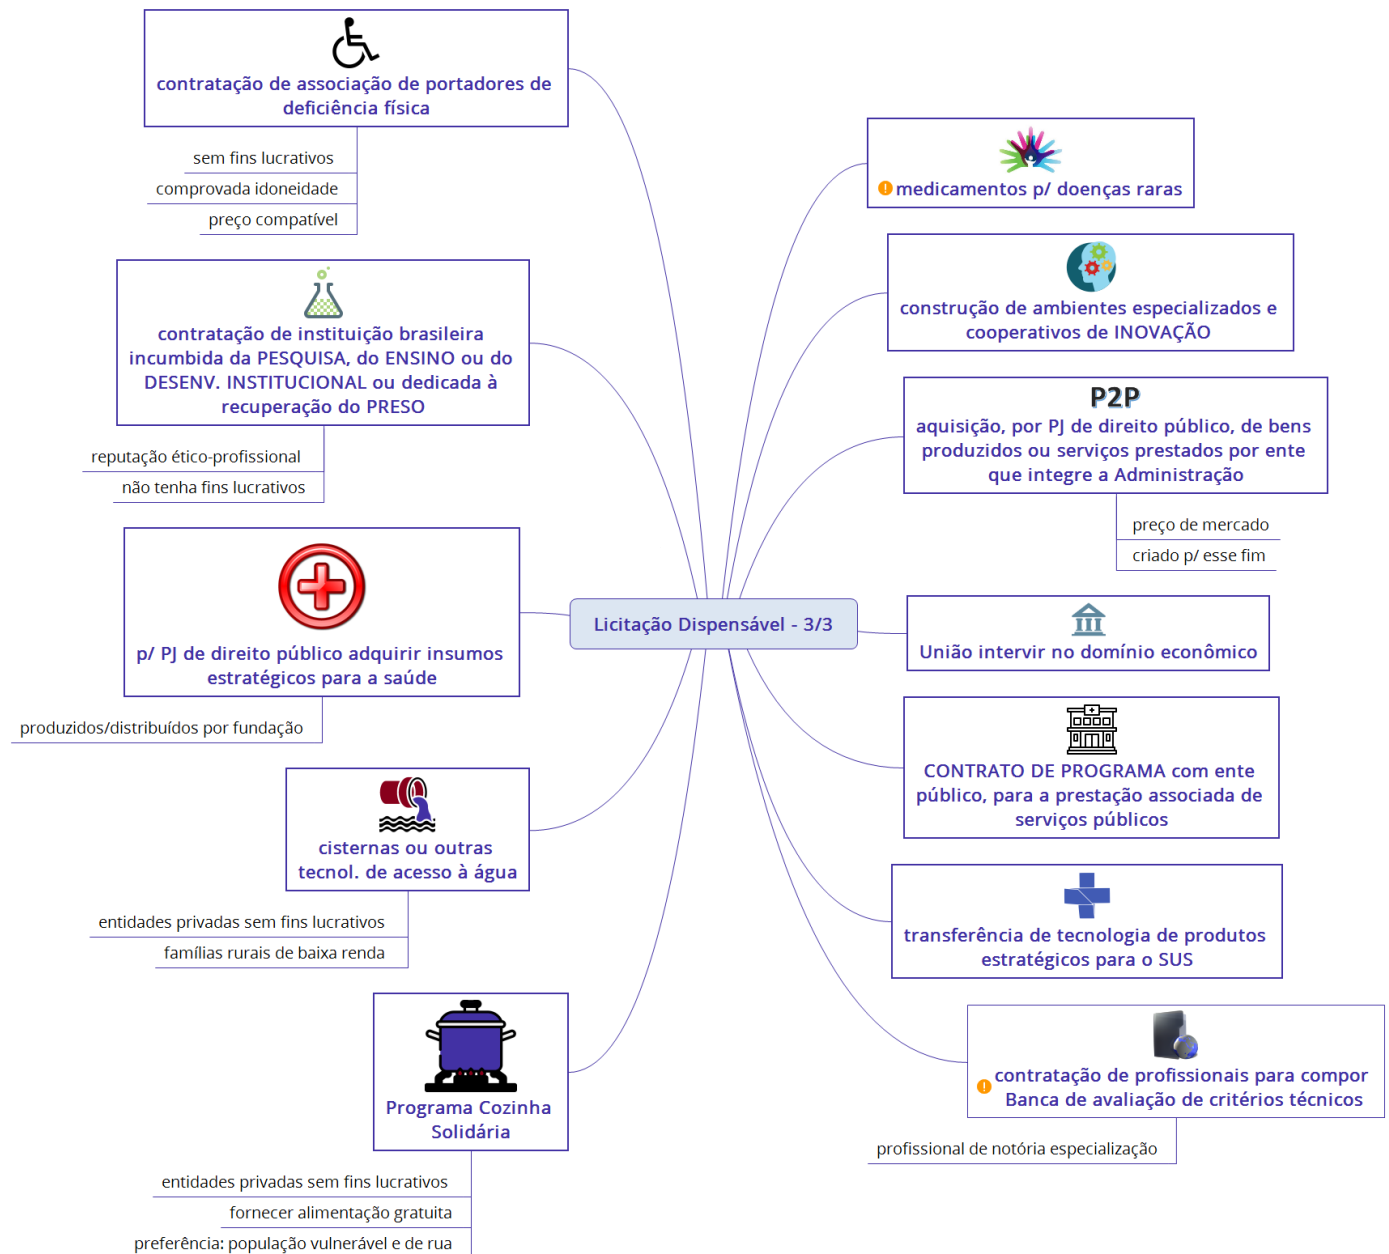 Licitação Dispensável - 3/3
medicamentos p/ doenças raras
construção de ambientes especializados e
cooperativos de INOVAÇÃO
P2P
aquisição, por PJ de direito público, de bens
produzidos ou serviços prestados por ente
que integre a Administração
preço de mercado
criado p/ esse fim
União intervir no domínio econômico
CONTRATO DE PROGRAMA com ente
público, para a prestação associada de
serviços públicos
transferência de tecnologia de produtos
estratégicos para o SUS
contratação de profissionais para compor
Banca de avaliação de critérios técnicos
profissional de notória especialização
contratação de associação de portadores de
deficiência física
sem fins lucrativos
comprovada idoneidade
preço compatível
contratação de instituição brasileira
incumbida da PESQUISA, do ENSINO ou do
DESENV. INSTITUCIONAL ou dedicada à
recuperação do PRESO
reputação ético-profissional
não tenha fins lucrativos
p/ PJ de direito público adquirir insumos
estratégicos para a saúde
produzidos/distribuídos por fundação
cisternas ou outras
tecnol. de acesso à água
entidades privadas sem fins lucrativos
famílias rurais de baixa renda
Programa Cozinha
Solidária
entidades privadas sem fins lucrativos
fornecer alimentação gratuita
preferência: população vulnerável e de rua